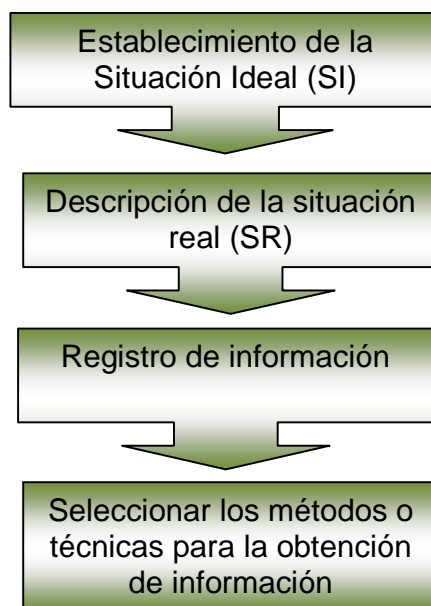 Establecimiento de la
Situación Ideal (SI)
Descripción de la situación
real (SR)
Registro de información
Seleccionar los métodos o
técnicas para la obtención
de información